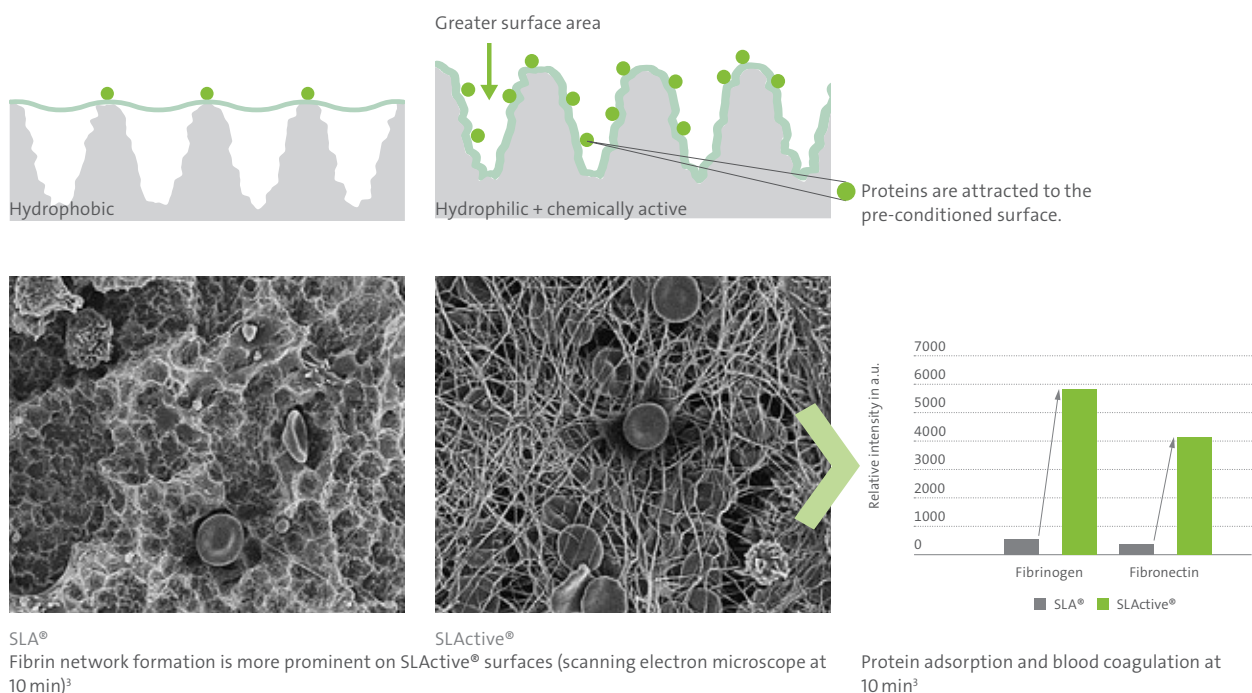 Greater surface area
Hydrophobic
Hydrophilic + chemically active
Proteins are attracted to the
pre-conditioned surface.
Relative intensity in a.u.
7000
6000
5000
4000
3000
2000
1000
0
Fibrinogen
Fibronectin
SLA®
SLActive®
SLA®
SLActive®
Fibrin network formation is more prominent on SLActive® surfaces (scanning electron microscope at
10 min)³
Protein adsorption and blood coagulation at
10 min³